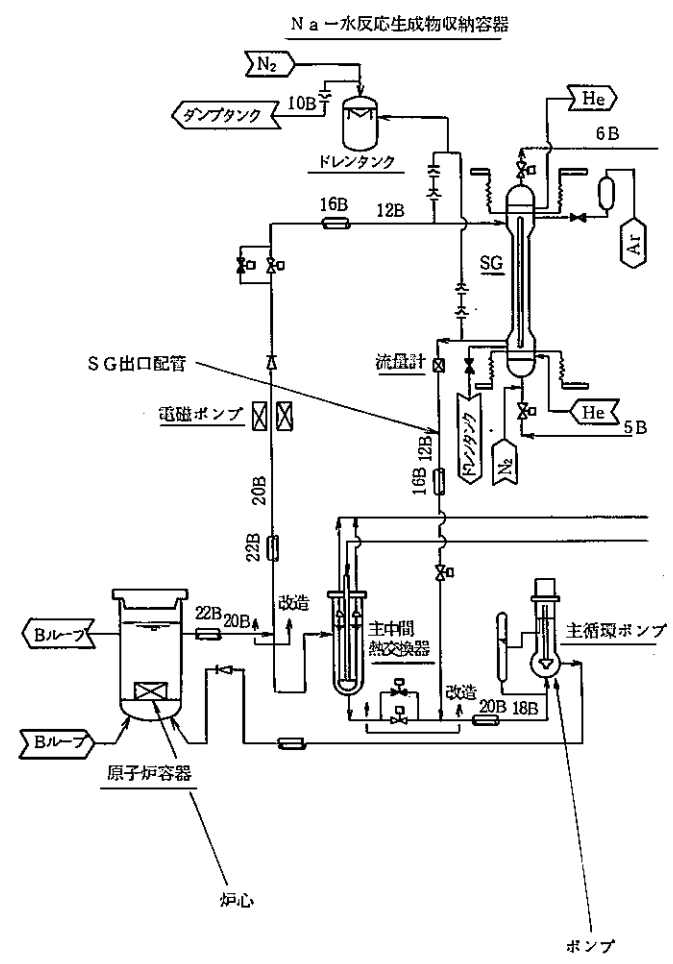 Na－水反応生成物収納容器
N₂
He
10B
ダンプタンク
6B
ドレンタンク
16B
12B
Ar
SG
SG出口配管
流量計
電磁ポンプ
He
5B
ドレンタンク
N₂
12B
16B
20B
22B
22B
20B
改造
Bループ
主中間
熱交換器
主循環ポンプ
改造
20B
18B
Bループ
原子炉容器
炉心
ポンプ